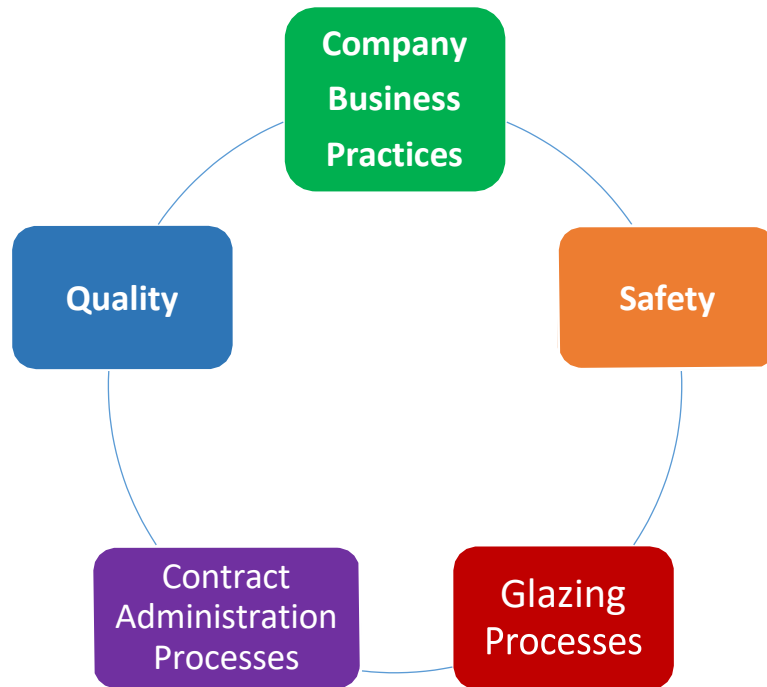 Company
Business
Practices
Quality
Safety
Contract
Administration
Processes
Glazing
Processes